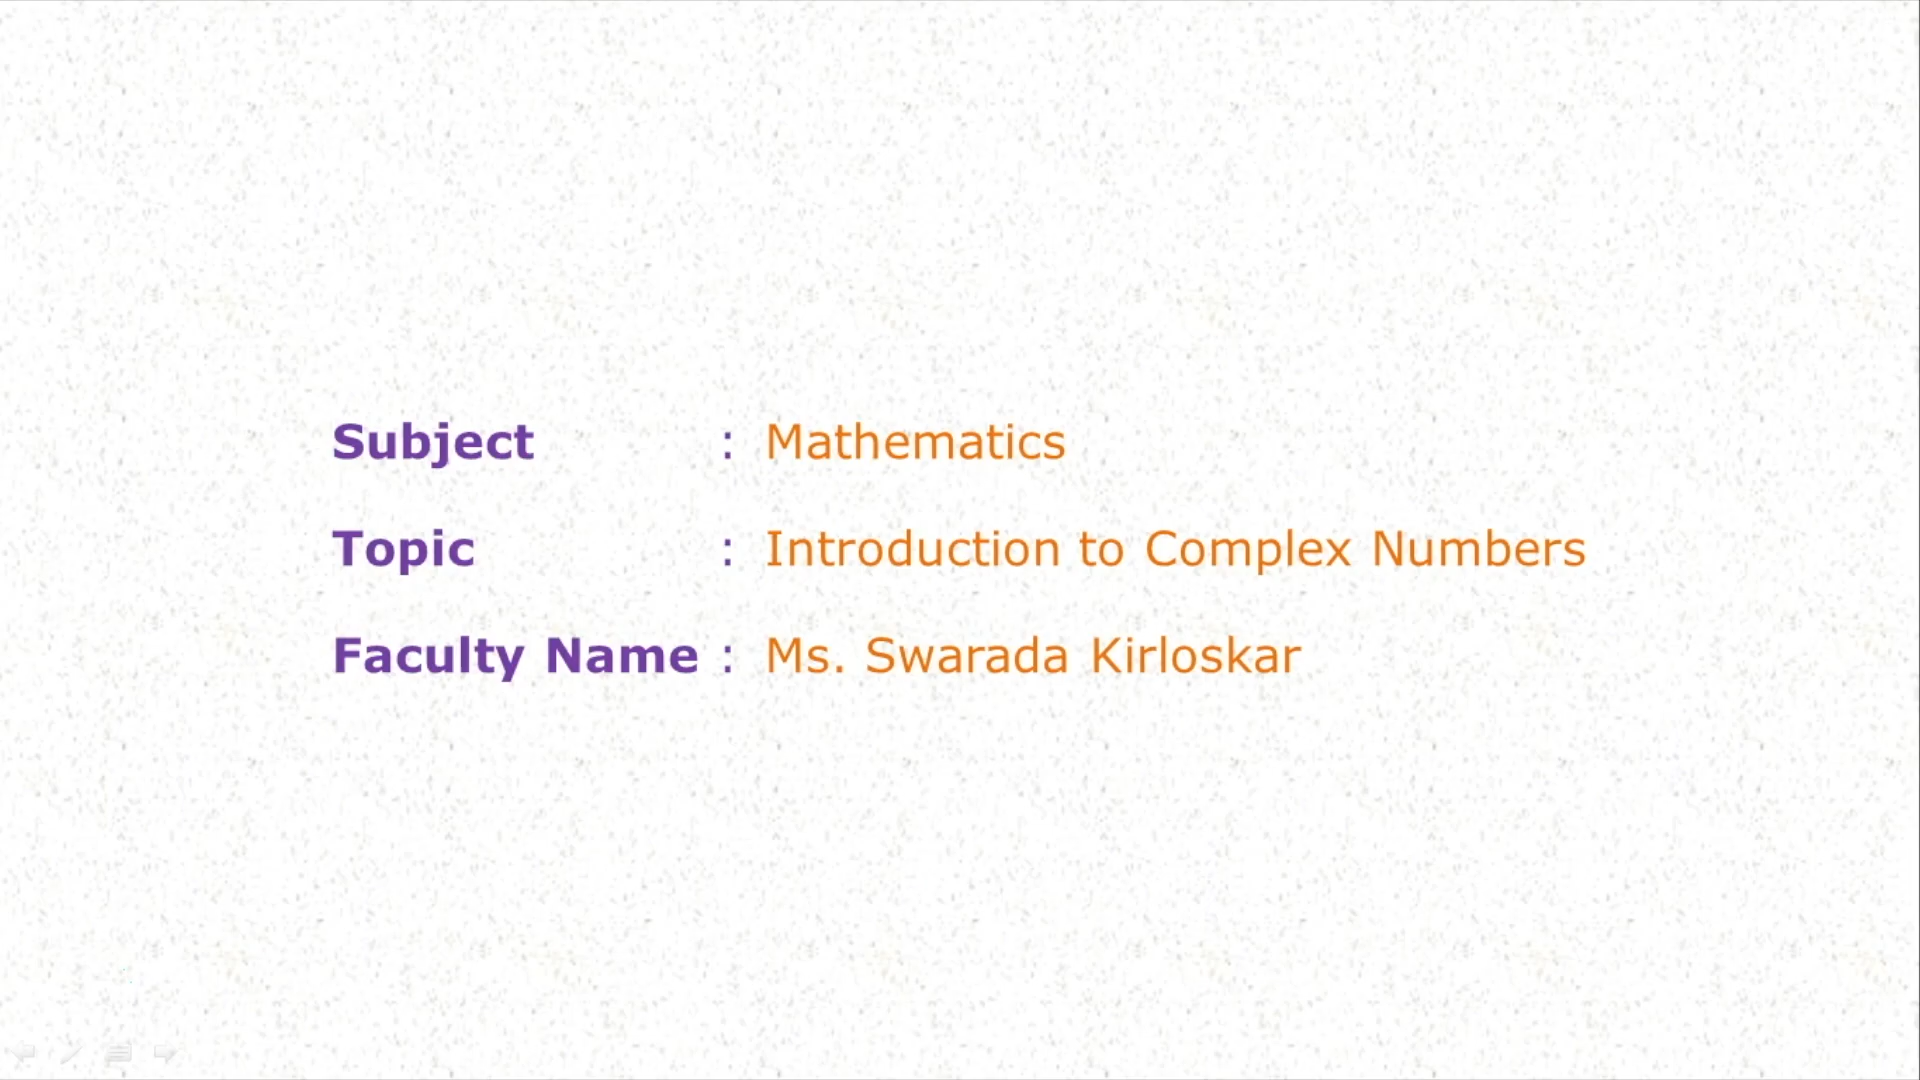 Subject : Mathematics
Topic : Introduction to Complex Numbers
Faculty Name : Ms. Swarada Kirloskar